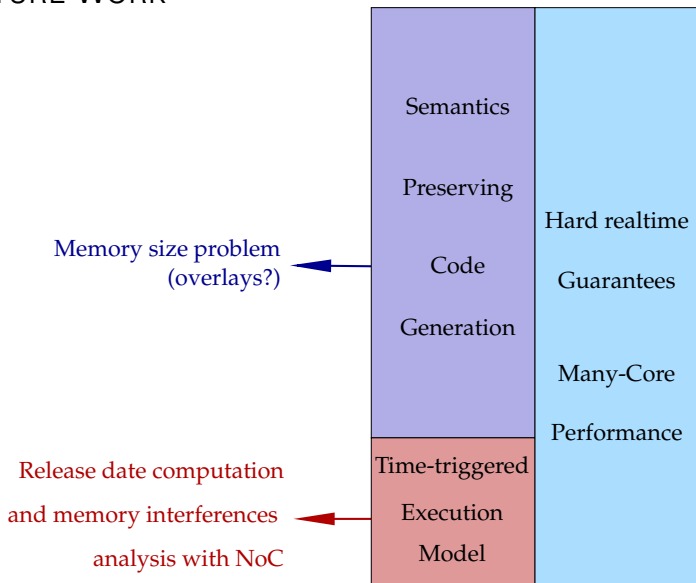 Memory size problem
(overlays?)
Release date computation
and memory interferences
analysis with NoC
Semantics
Preserving
Code
Generation
Time-triggered
Execution
Model
Hard realtime
Guarantees
Many-Core
Performance